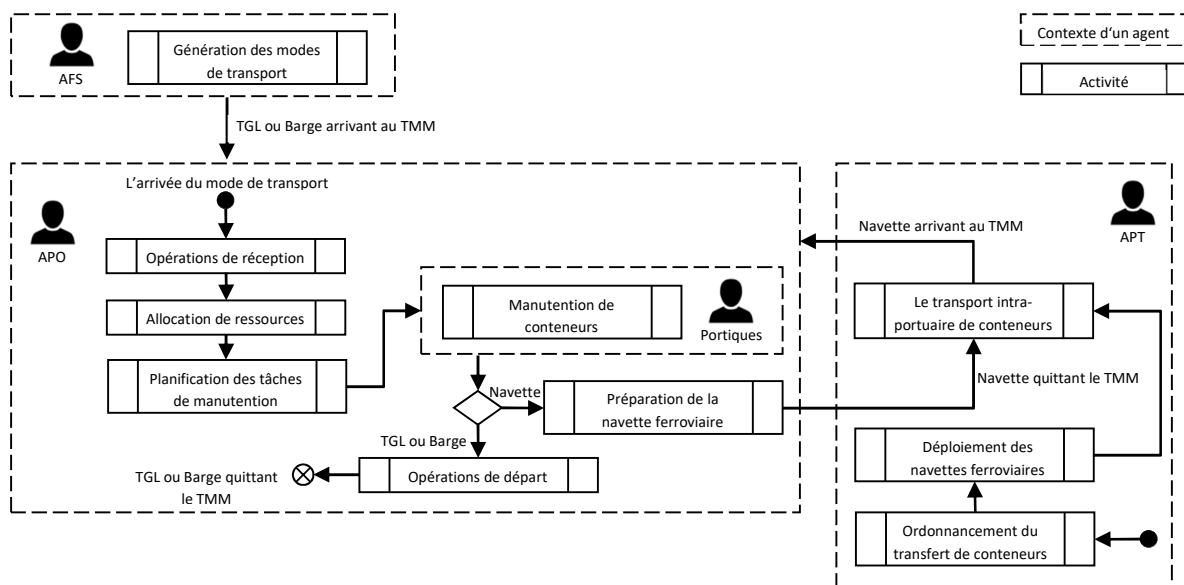 Génération des modes
de transport
AFS
Contexte d'un agent
Activité
TGL ou Barge arrivant au TMM
L'arrivée du mode de transport
APO
Opérations de réception
Allocation de ressources
Planification des tâches
de manutention
Manutention de
conteneurs
Portiques
Navette
Préparation de la
navette ferroviaire
TGL ou Barge
Opérations de départ
TGL ou Barge quittant
le TMM
APT
Navette arrivant au TMM
Le transport intra-
portuaire de conteneurs
Navette quittant le TMM
Déploiement des
navettes ferroviaires
Ordonnancement du
transfert de conteneurs